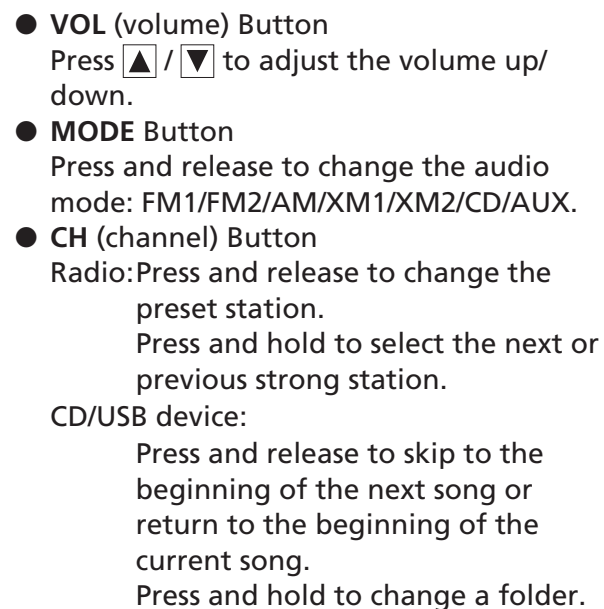 ● VOL (volume) Button
Press ▲ / ▼ to adjust the volume up/
down.
● MODE Button
Press and release to change the audio
mode: FM1/FM2/AM/XM1/XM2/CD/AUX.
● CH (channel) Button
Radio:Press and release to change the
preset station.
Press and hold to select the next or
previous strong station.
CD/USB device:
Press and release to skip to the
beginning of the next song or
return to the beginning of the
current song.
Press and hold to change a folder.